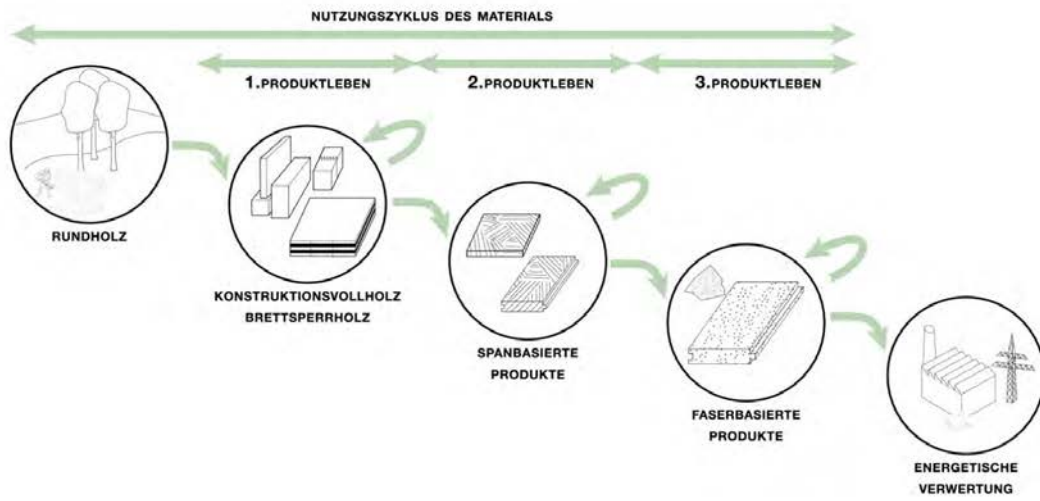 NUTZUNGSZYKLUS DES MATERIALS
1.PRODUKTLEBEN
2.PRODUKTLEBEN
3.PRODUKTLEBEN
RUNDHOLZ
KONSTRUKTIONSVOLLHOLZ
BRETTSPERRHOLZ
SPANBASIERTE
PRODUKTE
FASERBASIERTE
PRODUKTE
ENERGETISCHE
VERWERTUNG